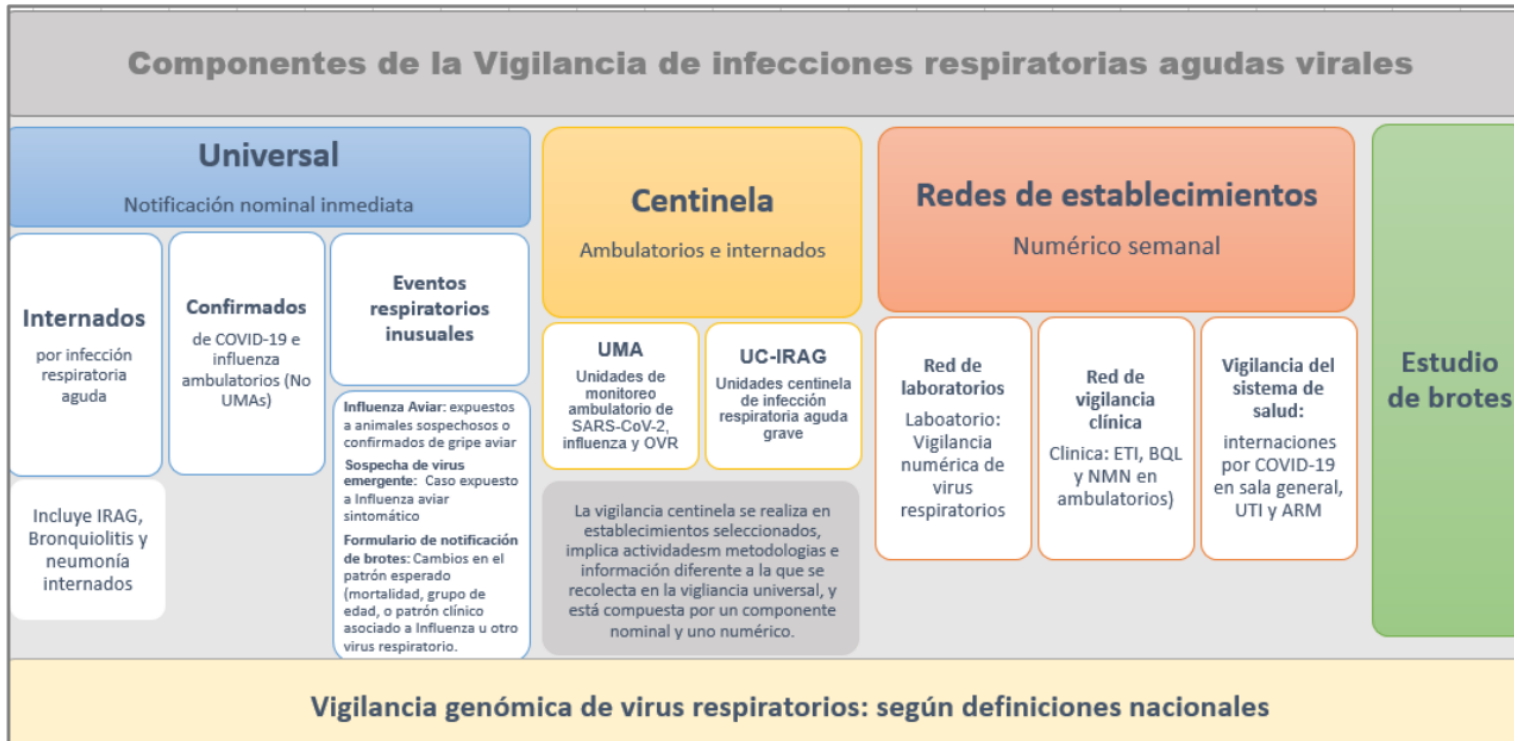 Componentes de la Vigilancia de infecciones respiratorias agudas virales
Universal
Notificación nominal inmediata
Internados
por infección
respiratoria
aguda
Incluye IRAG,
Bronquiolitis y
neumonía
internados
Confirmados
de COVID-19 e
influenza
ambulatorios (No
UMAs)
Eventos
respiratorios
inusuales
Influenza Aviar: expuestos
a animales sospechosos o
confirmados de gripe aviar
Sospecha de virus
emergente: Caso expuesto
a Influenza aviar
sintomático
Formulario de notificación
de brotes: Cambios en el
patrón esperado
(mortalidad, grupo de
edad, o patrón clínico
asociado a Influenza u otro
virus respiratorio.
Centinela
Ambulatorios e internados
UMA
Unidades de
monitoreo
ambulatorio de
SARS-CoV-2,
influenza y OVR
UC-IRAG
Unidades centinela
de infección
respiratoria aguda
grave
La vigilancia centinela se realiza en
establecimientos seleccionados,
implica actividadesm metodologias e
información diferente a la que se
recolecta en la vigliancia universal, y
está compuesta por un componente
nominal y uno numérico.
Redes de establecimientos
Numérico semanal
Red de
laboratorios
Laboatorio:
Vigilancia
numérica de
virus
respiratorios
Red de
vigilancia
clínica
Clinica: ETI, BQL
y NMN en
ambulatorios)
Vigilancia del
sistema de
salud:
internaciones
por COVID-19
en sala general,
UTI y ARM
Estudio
de brotes
Vigilancia genómica de virus respiratorios: según definiciones nacionales